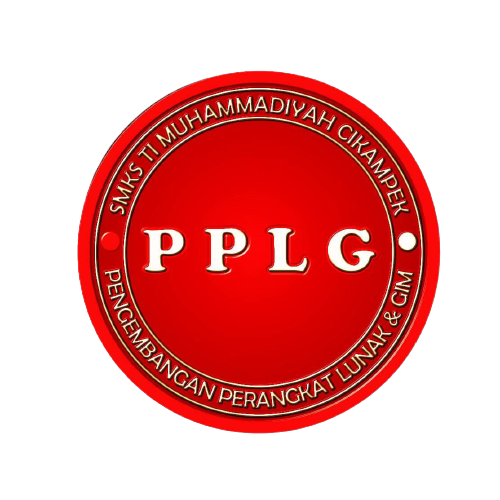 SMKS TI MUHAMMADIYAH CIKAMPEK
PPLG
PENGEMBANGAN PERANGKAT LUNAK & GIM